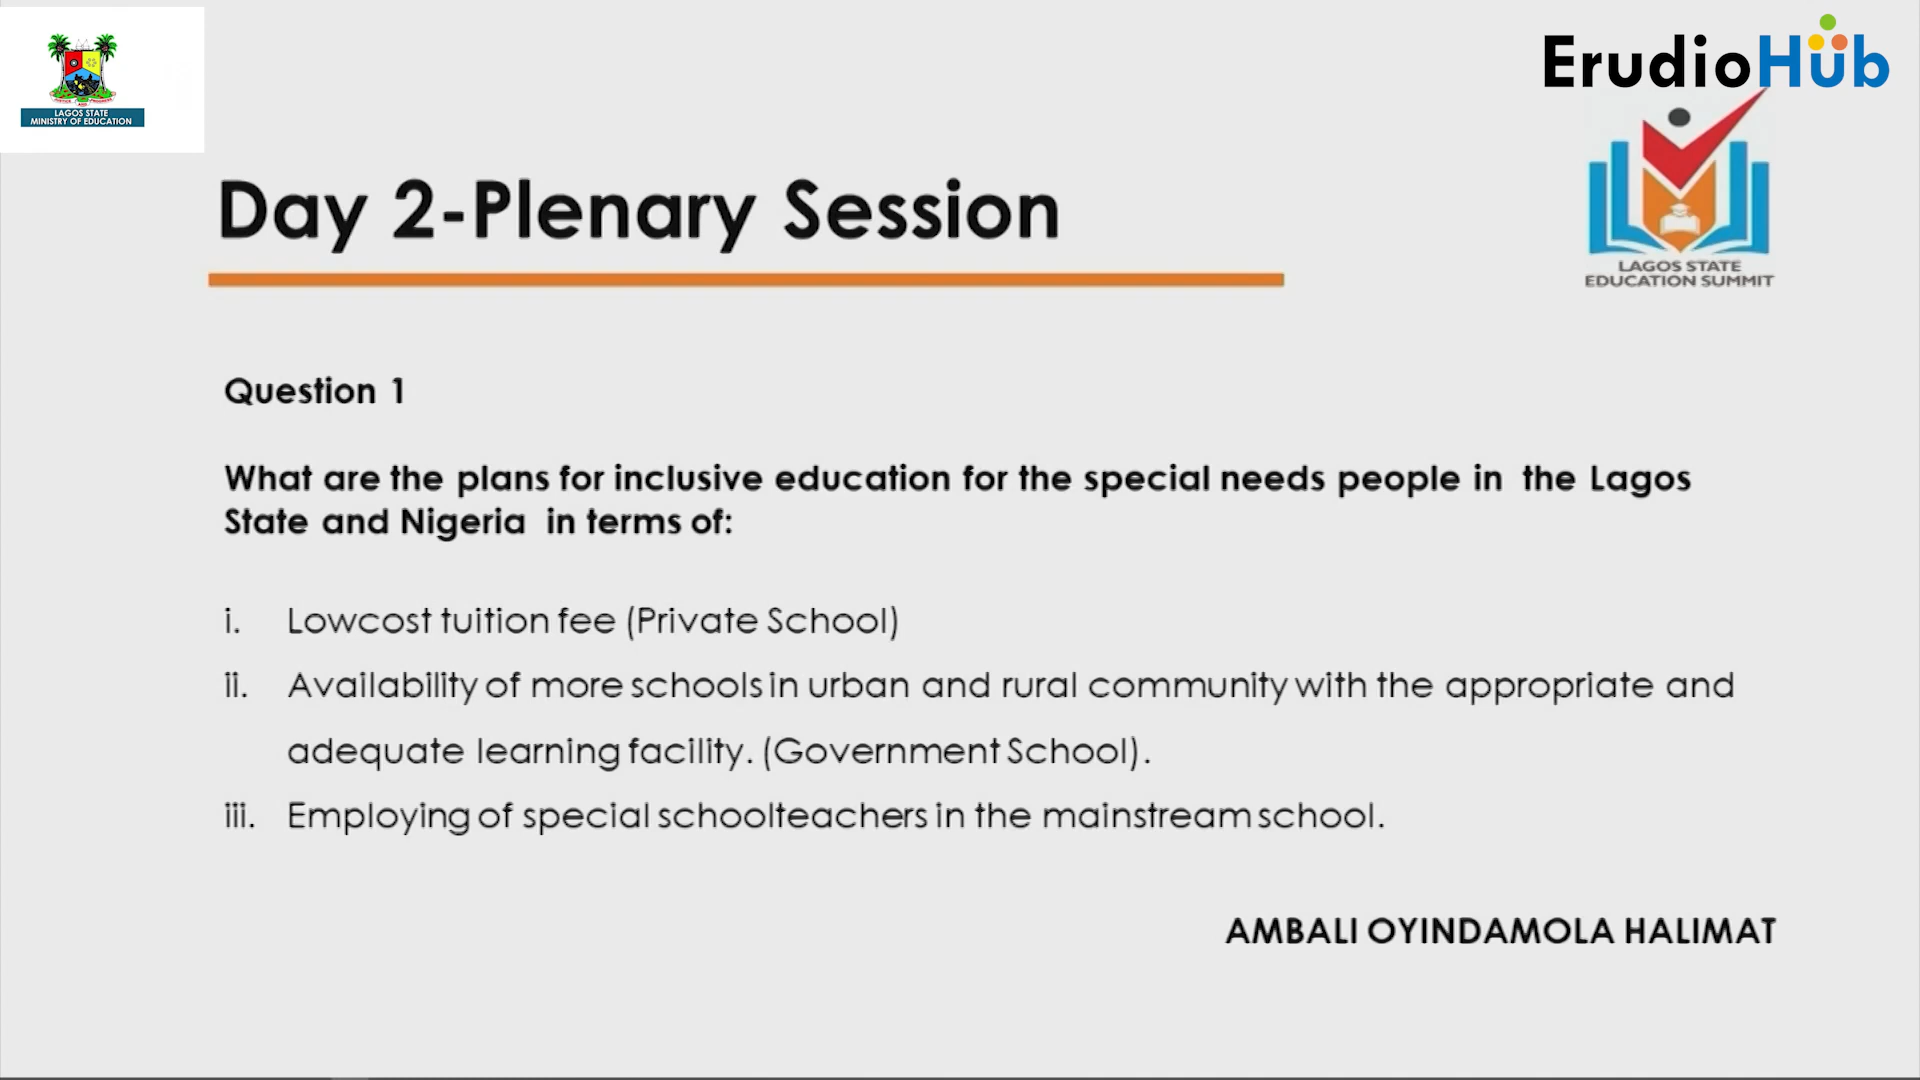 LAGOS STATE
MINISTRY OF EDUCATION
ErudioHub
LAGOS STATE
EDUCATION SUMMIT
Day 2-Plenary Session
Question 1
What are the plans for inclusive education for the special needs people in the Lagos
State and Nigeria in terms of:
i. Lowcost tuition fee (Private School)
ii. Availability of more schools in urban and rural community with the appropriate and
adequate learning facility. (Government School).
iii. Employing of special schoolteachers in the mainstream school.
AMBALI OYINDAMOLA HALIMAT